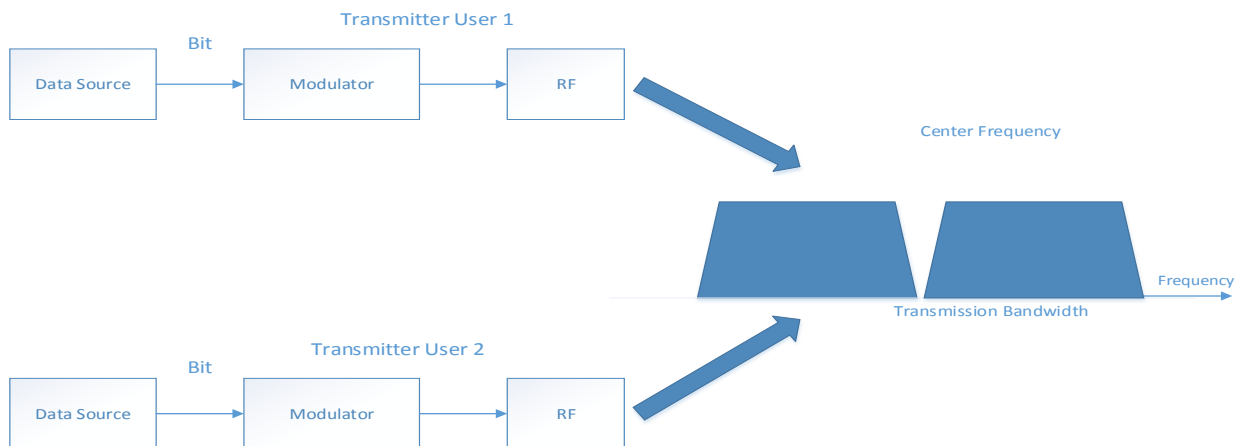 Transmitter User 1
Bit
Data Source
Modulator
RF
Center Frequency
Frequency
Transmission Bandwidth
Transmitter User 2
Bit
Data Source
Modulator
RF